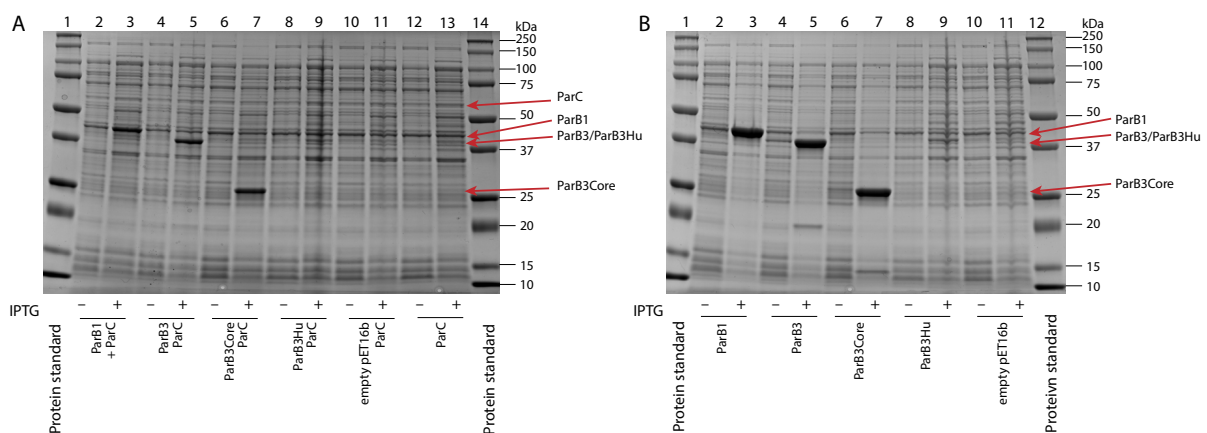 A
1 2 3 4 5 6 7 8 9 10 11 12 13 14
kDa
250
150
100
75
50
37
25
20
15
10
ParC
ParB1
ParB3/ParB3Hu
ParB3Core
IPTG − + − + − + − + − + − +
Protein standard
ParB1
+ ParC
ParB3
ParC
ParB3Core
ParC
ParB3Hu
ParC
empty pET16b
ParC
ParC
Protein standard
B
1 2 3 4 5 6 7 8 9 10 11 12
kDa
250
150
100
75
50
37
25
20
15
10
ParB1
ParB3/ParB3Hu
ParB3Core
IPTG − + − + − + − + − +
Protein standard
ParB1
ParB3
ParB3Core
ParB3Hu
empty pET16b
Proteivn standard